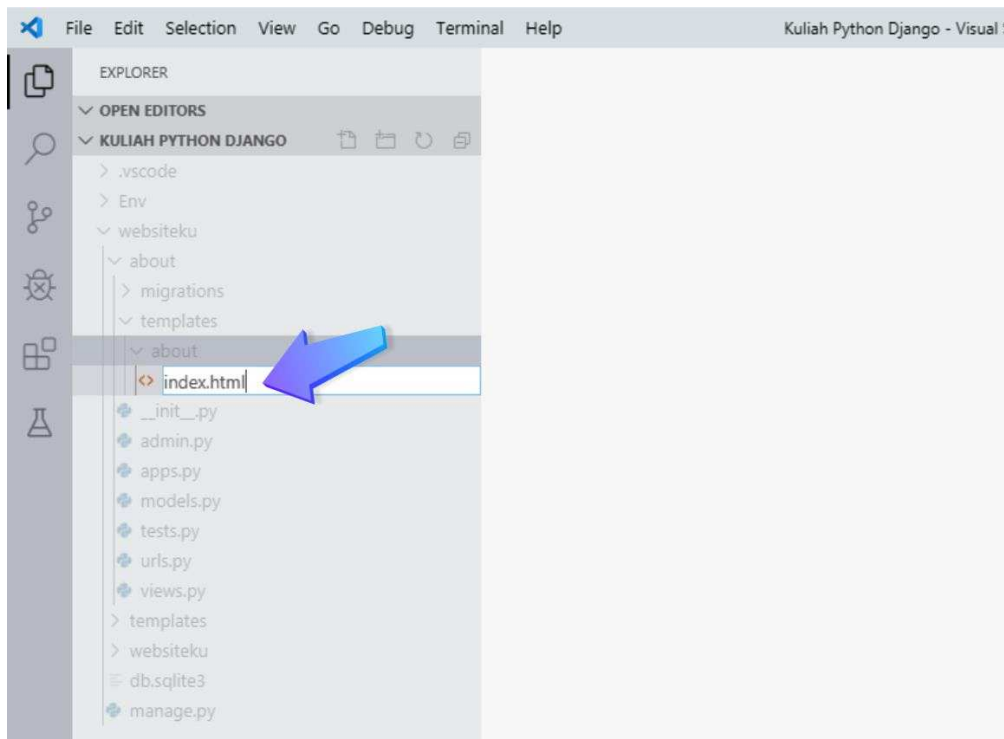 File Edit Selection View Go Debug Terminal Help Kuliah Python Django - Visual
EXPLORER
OPEN EDITORS
KULIAH PYTHON DJANGO
.vscode
Env
websiteku
about
migrations
templates
about
index.html
__init__.py
admin.py
apps.py
models.py
tests.py
urls.py
views.py
templates
websiteku
db.sqlite3
manage.py